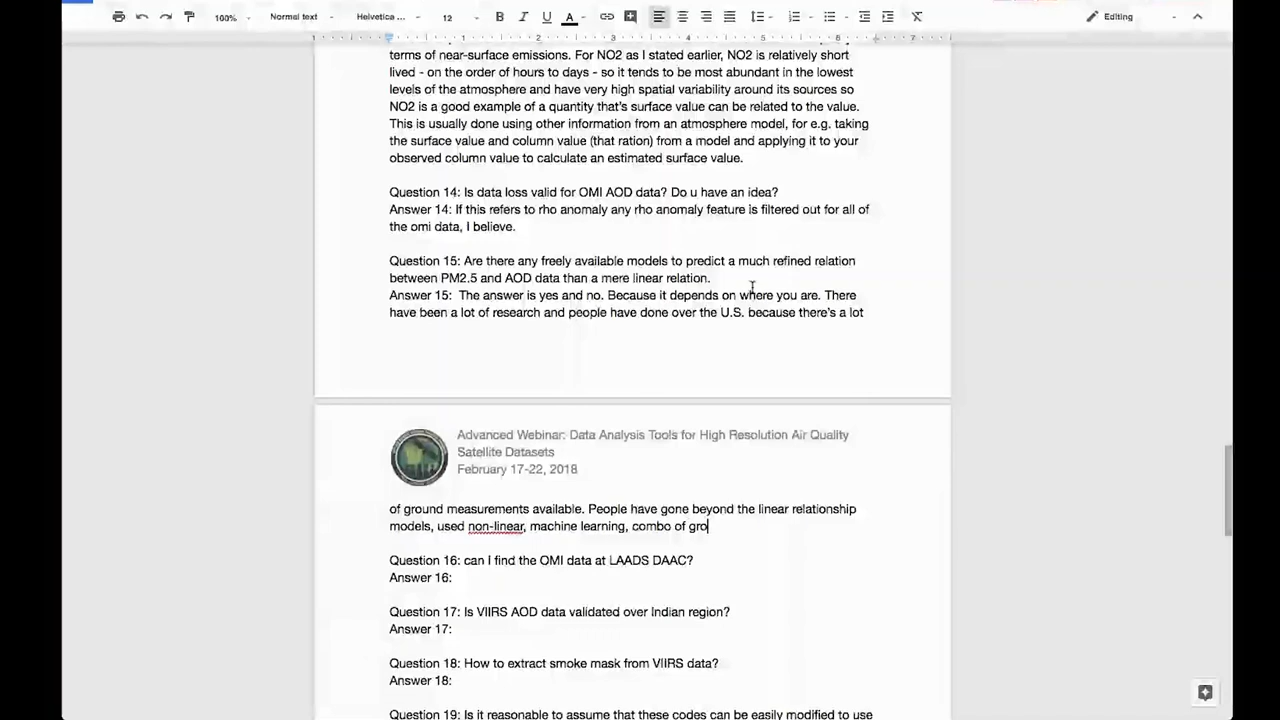 100%
Normal text
Helvetica ...
12
B I U A
Editing
1 2 3 4 5 6 7
terms of near-surface emissions. For NO2 as I stated earlier, NO2 is relatively short
lived - on the order of hours to days - so it tends to be most abundant in the lowest
levels of the atmosphere and have very high spatial variability around its sources so
NO2 is a good example of a quantity that's surface value can be related to the value.
This is usually done using other information from an atmosphere model, for e.g. taking
the surface value and column value (that ration) from a model and applying it to your
observed column value to calculate an estimated surface value.
Question 14: Is data loss valid for OMI AOD data? Do u have an idea?
Answer 14: If this refers to rho anomaly any rho anomaly feature is filtered out for all of
the omi data, I believe.
Question 15: Are there any freely available models to predict a much refined relation
between PM2.5 and AOD data than a mere linear relation.
Answer 15:  The answer is yes and no. Because it depends on where you are. There
have been a lot of research and people have done over the U.S. because there's a lot
Advanced Webinar: Data Analysis Tools for High Resolution Air Quality
Satellite Datasets
February 17-22, 2018
of ground measurements available. People have gone beyond the linear relationship
models, used non-linear, machine learning, combo of gro
Question 16: can I find the OMI data at LAADS DAAC?
Answer 16:
Question 17: Is VIIRS AOD data validated over Indian region?
Answer 17:
Question 18: How to extract smoke mask from VIIRS data?
Answer 18:
Question 19: Is it reasonable to assume that these codes can be easily modified to use